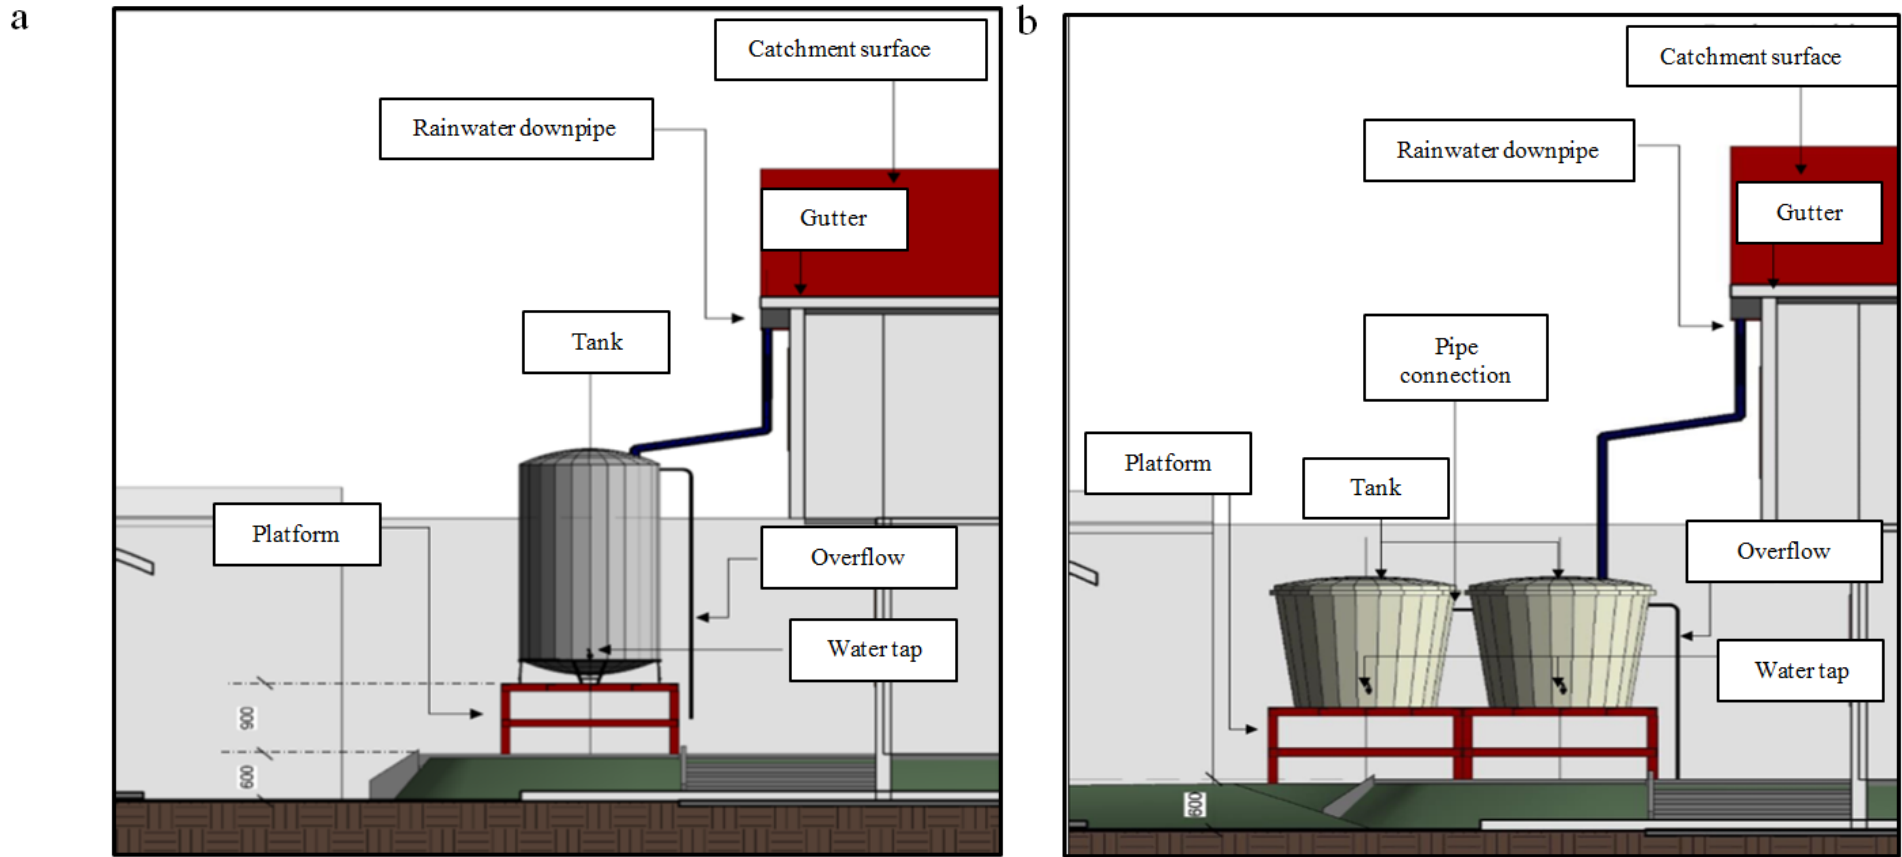 a
Catchment surface
Rainwater downpipe
Gutter
Tank
Platform
Overflow
Water tap
900
600
b
Catchment surface
Rainwater downpipe
Gutter
Pipe
connection
Platform
Tank
Overflow
Water tap
600